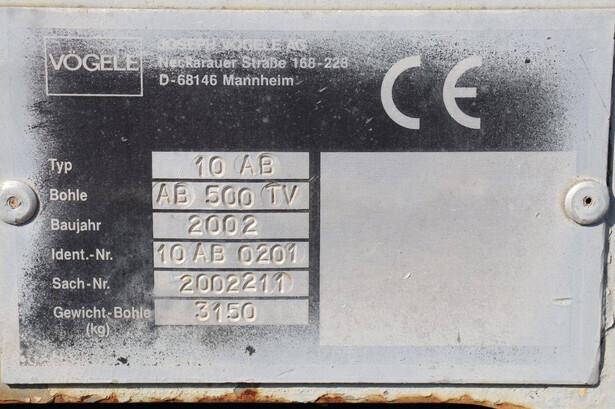 VÖGELE
JOSEPH VÖGELE AG
Neckarauer Straße 168-228
D-68146 Mannheim
CE
Typ 10 AB
Bohle AB 500 TV
Baujahr 2002
Ident.-Nr. 10 AB 0201
Sach-Nr. 2002211
Gewicht-Bohle 3150
(kg)